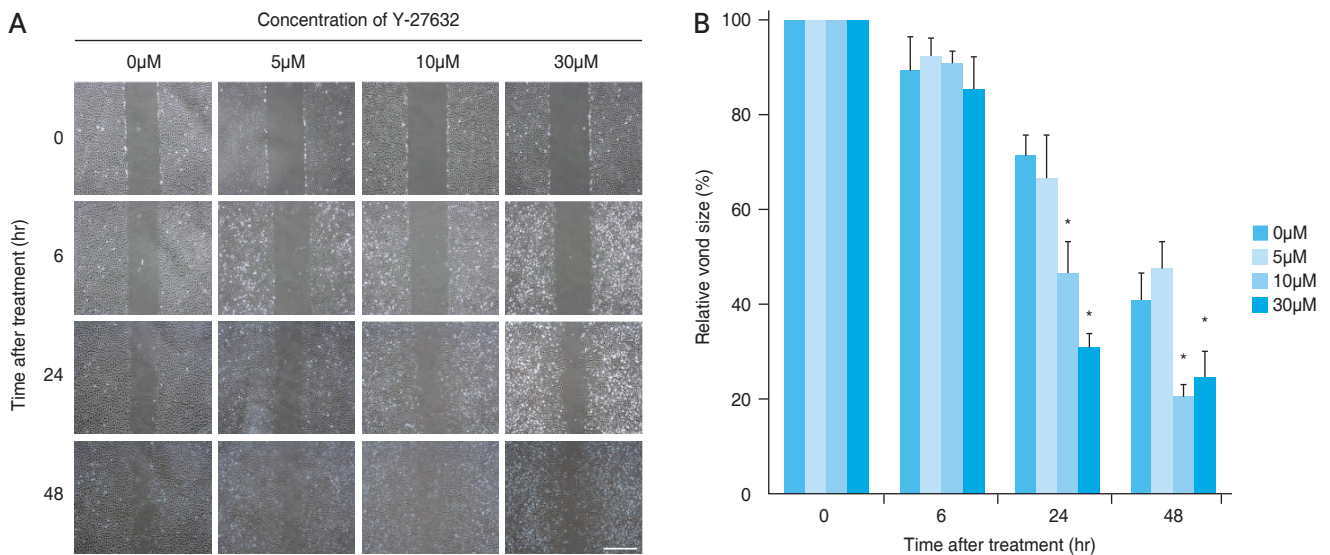 A
Concentration of Y-27632
0µM 5µM 10µM 30µM
Time after treatment (hr)
0
6
24
48
B
Relative vond size (%)
100
80
60
40
20
0
* * * *
0 6 24 48
Time after treatment (hr)
0µM
5µM
10µM
30µM